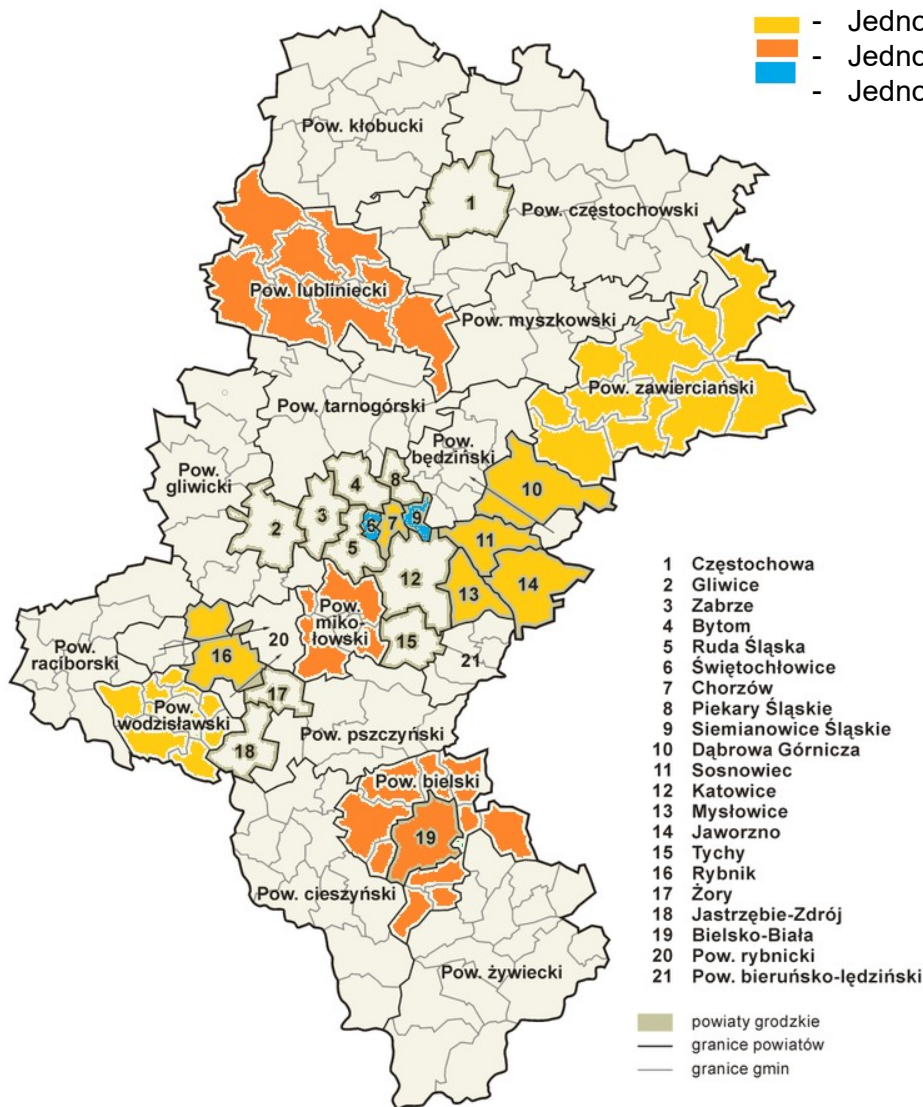 - Jedno
- Jedno
- Jedno
Pow. kłobucki
1
Pow. częstochowski
Pow. lubliniecki
Pow. myszkowski
Pow. zawierciański
Pow. tarnogórski
Pow.
będziński
Pow.
gliwicki
4
8
10
3
6
7
9
2
5
11
12
13
14
Pow.
miko-
łowski
Pow.
raciborski
20
16
15
21
17
Pow.
wodzisławski
18
Pow. pszczyński
Pow. bielski
19
Pow. cieszyński
Pow. żywiecki
1 Częstochowa
2 Gliwice
3 Zabrze
4 Bytom
5 Ruda Śląska
6 Świętochłowice
7 Chorzów
8 Piekary Śląskie
9 Siemianowice Śląskie
10 Dąbrowa Górnicza
11 Sosnowiec
12 Katowice
13 Mysłowice
14 Jaworzno
15 Tychy
16 Rybnik
17 Żory
18 Jastrzębie-Zdrój
19 Bielsko-Biała
20 Pow. rybnicki
21 Pow. bieruńsko-lędziński
powiaty grodzkie
granice powiatów
granice gmin